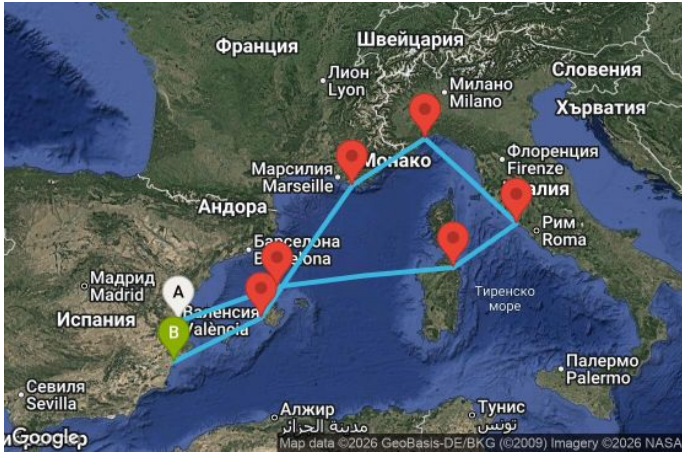 Франция
Швейцария
Лион
Lyon
Милано
Milano
Словения
Хърватия
Монако
Марсилия
Marseille
Флоренция
Firenze
Андора
Барселона
Рим
Roma
Мадрид
Madrid
A
Валенсия
València
Испания
B
Тиренско
море
Палермо
Palermo
Севиля
Sevilla
Алжир
مدينة الجزائر
Тунис
تونس
Google
Map data ©2026 GeoBasis-DE/BKG (©2009) Imagery ©2026 NASA